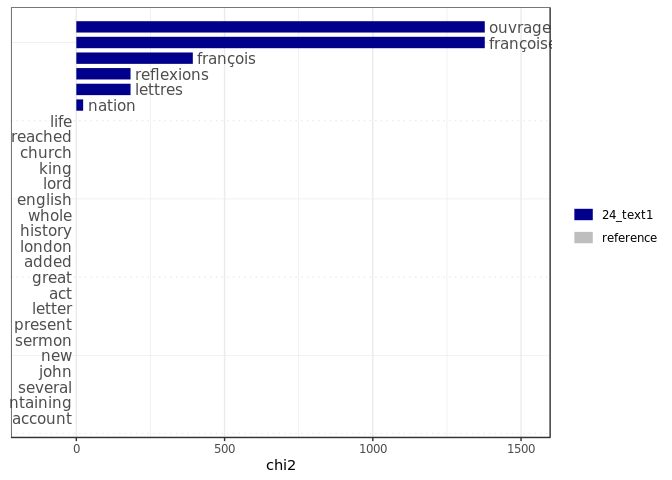 ouvrage
françoise
françois
reflexions
lettres
nation
life
reached
church
king
lord
english
whole
history
london
added
great
act
letter
present
sermon
new
john
several
ntaining
account
24_text1
reference
0 500 1000 1500
chi2